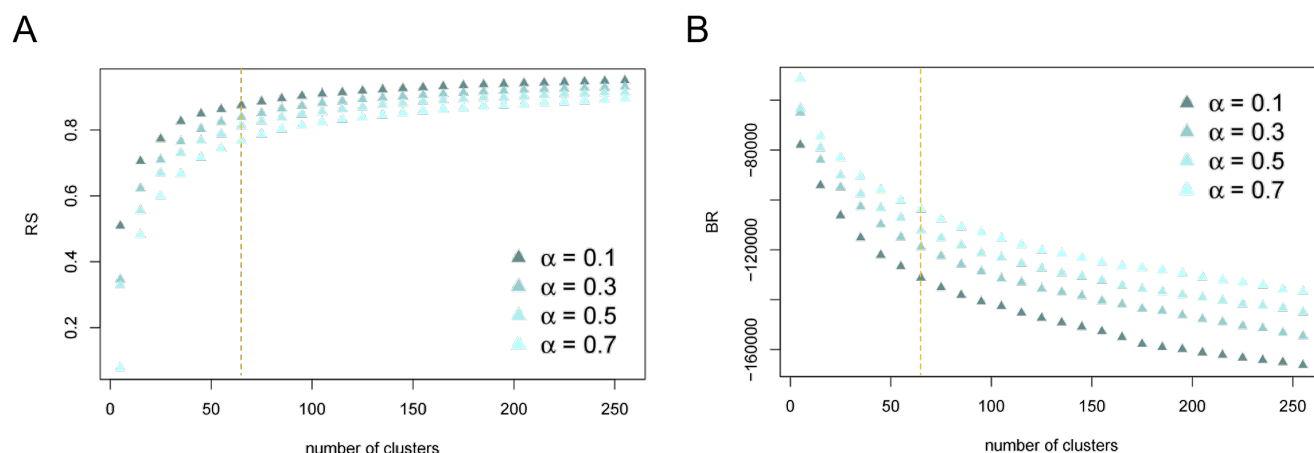 A
RS
0.8
0.6
0.4
0.2
α = 0.1
α = 0.3
α = 0.5
α = 0.7
0 50 100 150 200 250
number of clusters
B
BR
−80000
−120000
−160000
α = 0.1
α = 0.3
α = 0.5
α = 0.7
0 50 100 150 200 250
number of clusters